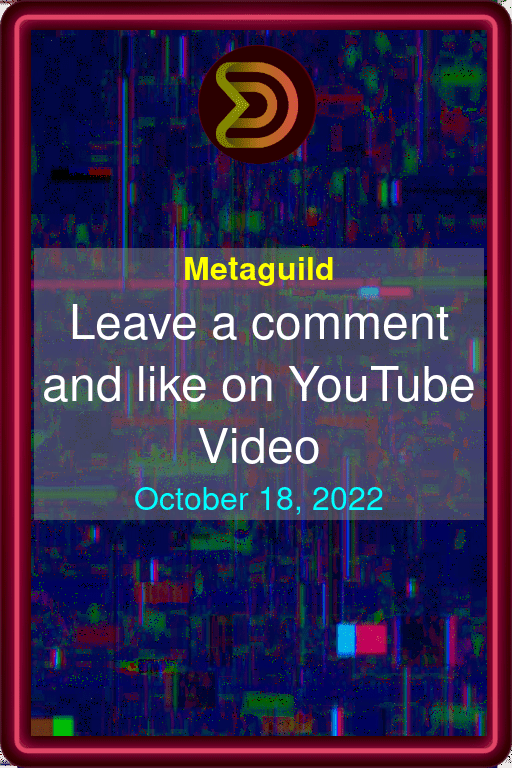 Metaguild
Leave a comment
and like on YouTube
Video
October 18, 2022